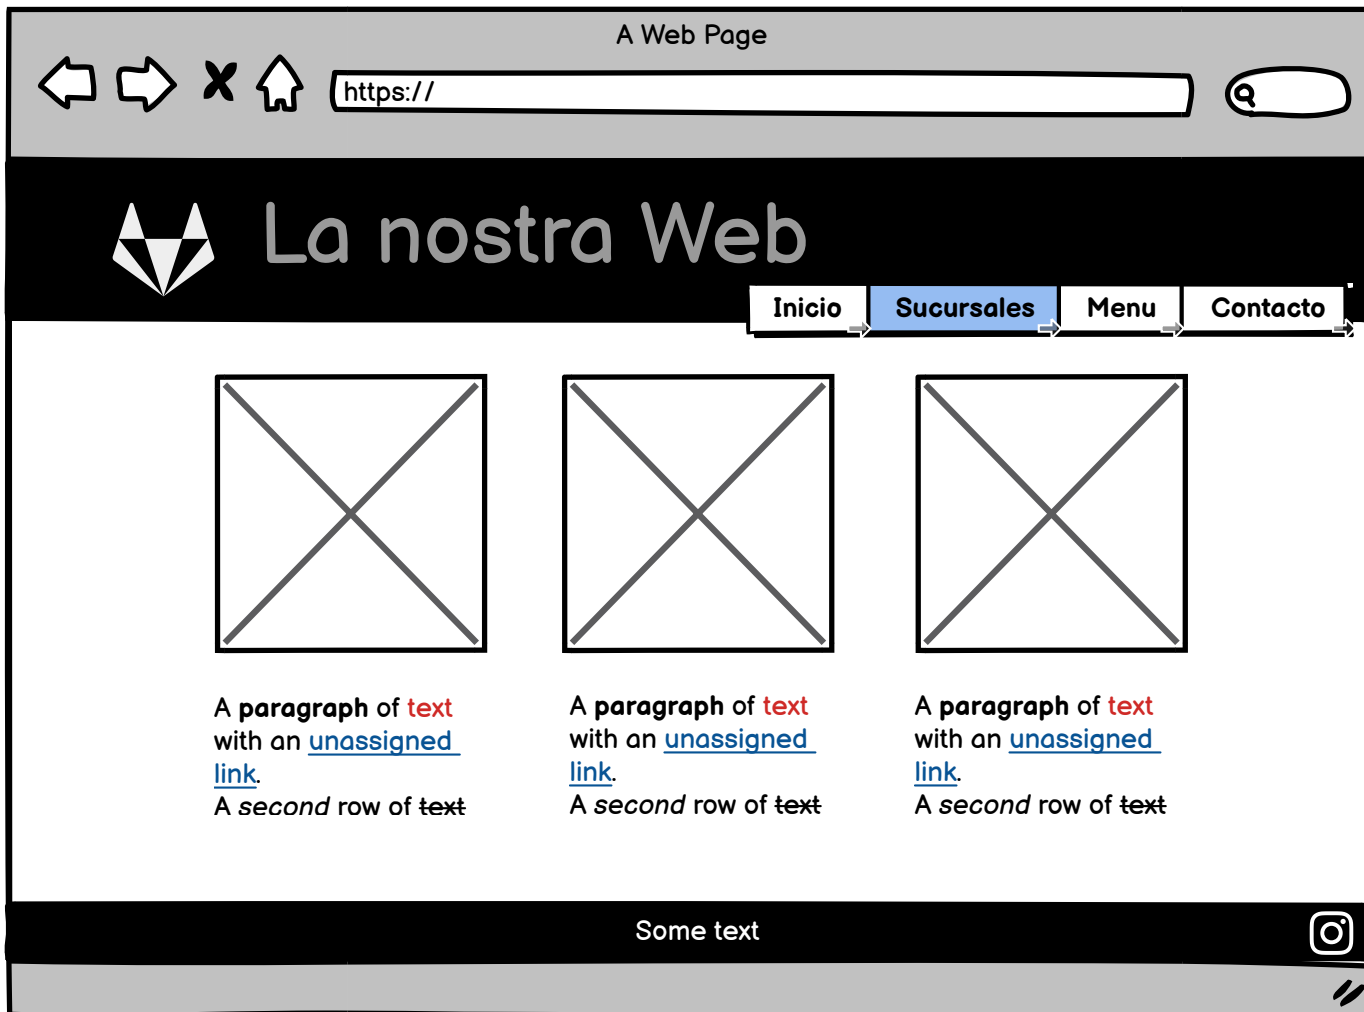 A Web Page
https://
La nostra Web
Inicio
Sucursales
Menu
Contacto
A paragraph of text
with an unassigned
link.
A second row of text
A paragraph of text
with an unassigned
link.
A second row of text
A paragraph of text
with an unassigned
link.
A second row of text
Some text